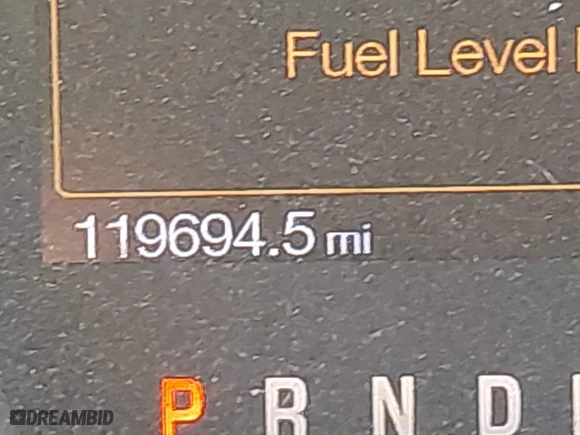 Fuel Level
119694.5 mi
P R N D
DREAMBID